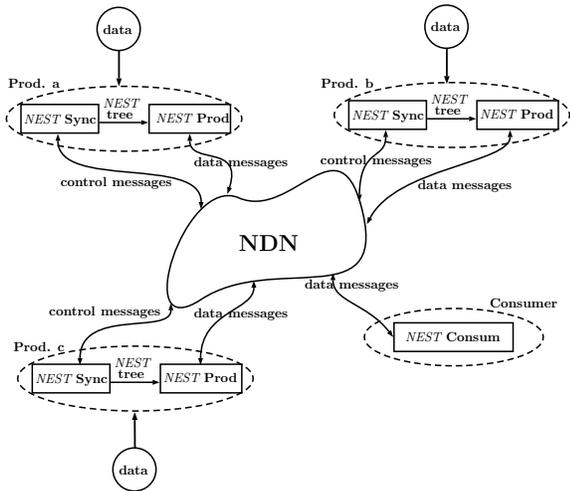 data
data
Prod. a
Prod. b
NEST Sync
NEST
tree
NEST Prod
NEST Sync
NEST
tree
NEST Prod
control messages
data messages
control messages
data messages
NDN
control messages
data messages
data messages
Consumer
NEST Consum
Prod. c
NEST Sync
NEST
tree
NEST Prod
data